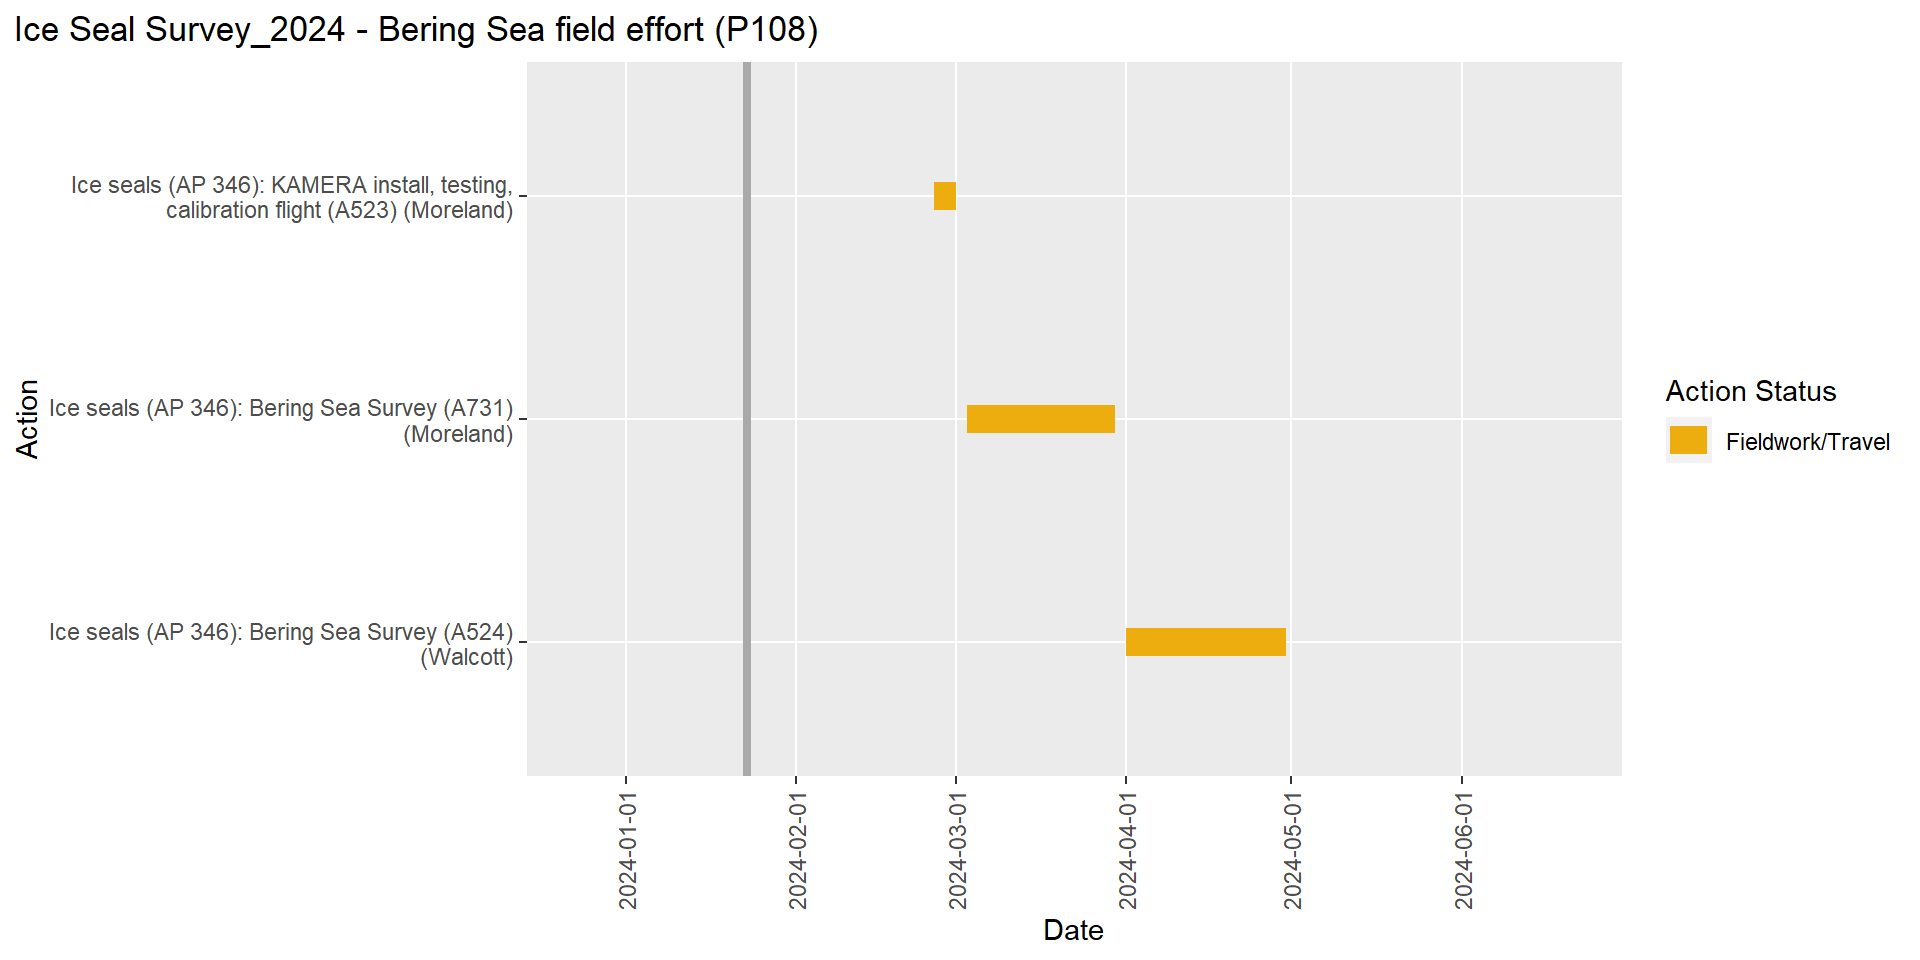 Ice Seal Survey_2024 - Bering Sea field effort (P108)
Action
Ice seals (AP 346): KAMERA install, testing,
calibration flight (A523) (Moreland)
Ice seals (AP 346): Bering Sea Survey (A731)
(Moreland)
Ice seals (AP 346): Bering Sea Survey (A524)
(Walcott)
2024-01-01
2024-02-01
2024-03-01
2024-04-01
2024-05-01
2024-06-01
Date
Action Status
Fieldwork/Travel